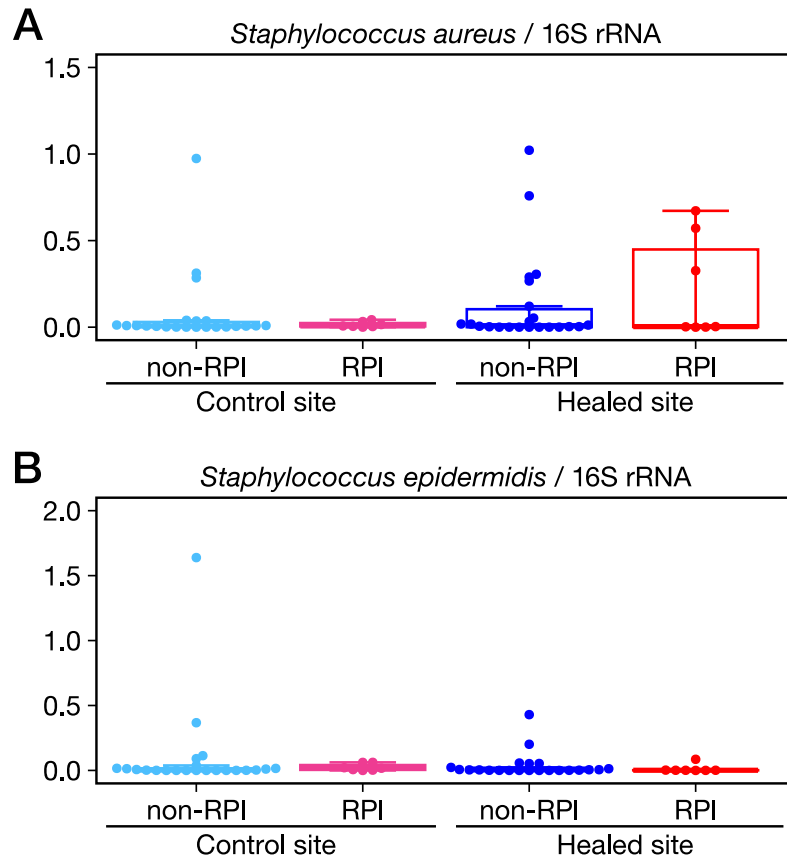 A
Staphylococcus aureus / 16S rRNA
1.5
1.0
0.5
0.0
non-RPI RPI non-RPI RPI
Control site Healed site
B
Staphylococcus epidermidis / 16S rRNA
2.0
1.5
1.0
0.5
0.0
non-RPI RPI non-RPI RPI
Control site Healed site